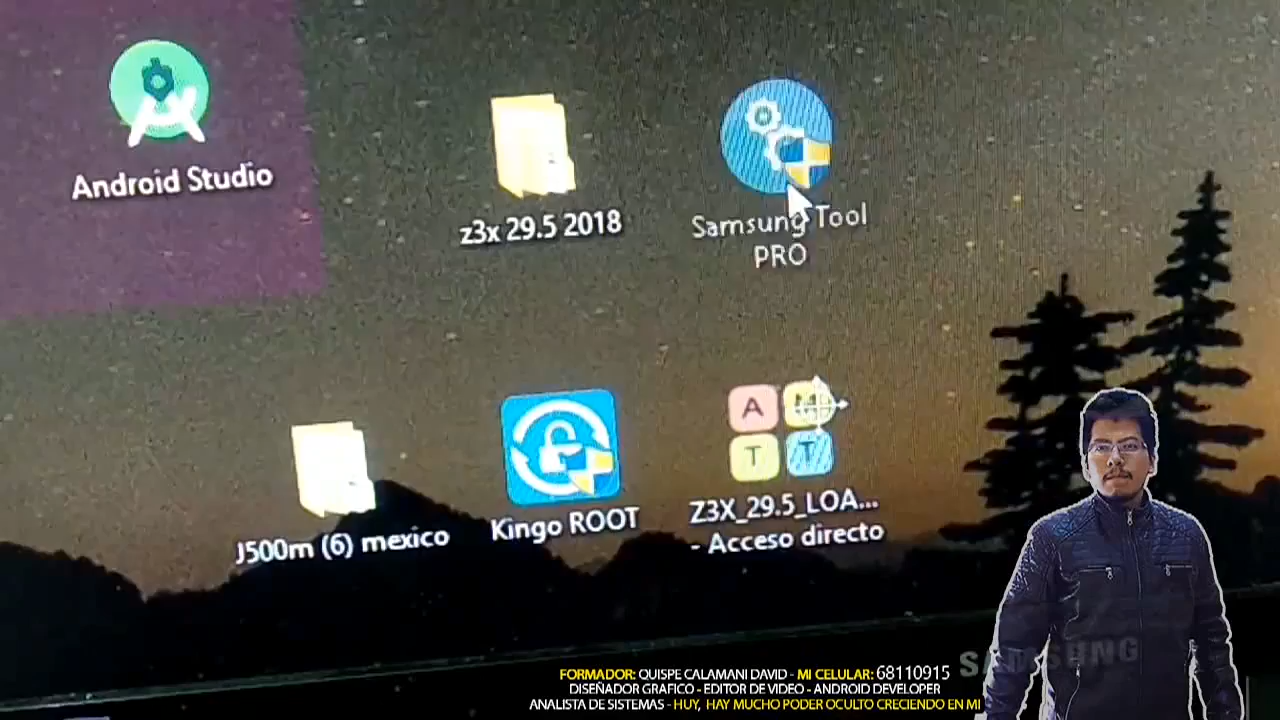 Android Studio
z3x 29.5 2018
Samsung Tool
PRO
J500m (6) mexico
Kingo ROOT
A M
T T
Z3X_29.5_LOA...
- Acceso directo
SAMSUNG
FORMADOR: QUISPE CALAMANI DAVID - MI CELULAR: 68110915
DISEÑADOR GRAFICO - EDITOR DE VIDEO - ANDROID DEVELOPER
ANALISTA DE SISTEMAS - HUY, HAY MUCHO PODER OCULTO CRECIENDO EN MI